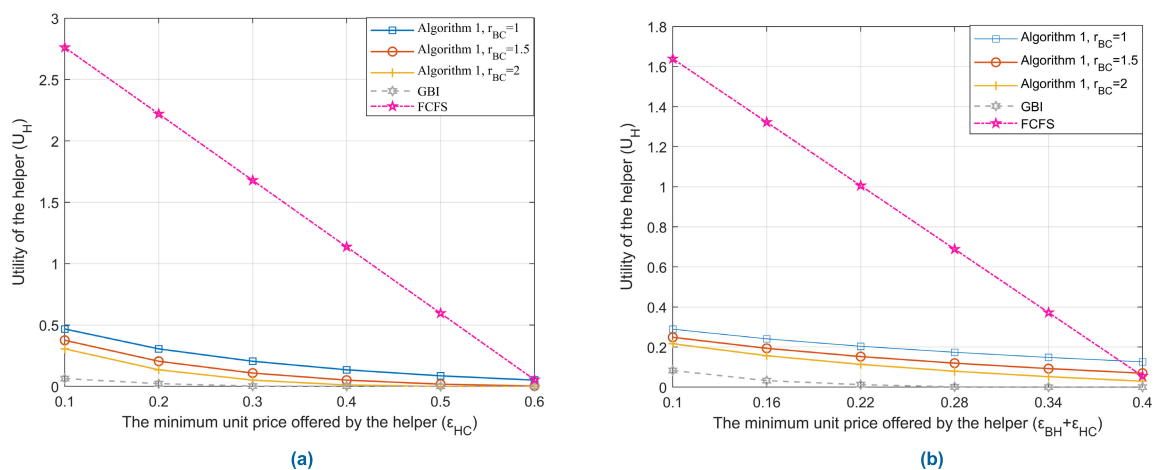 3
2.5
2
1.5
1
0.5
0
Utility of the helper (U_H)
Algorithm 1, r_BC=1
Algorithm 1, r_BC=1.5
Algorithm 1, r_BC=2
GBI
FCFS
0.1 0.2 0.3 0.4 0.5 0.6
The minimum unit price offered by the helper (ε_HC)
(a)
1.8
1.6
1.4
1.2
1
0.8
0.6
0.4
0.2
0
Utility of the helper (U_H)
Algorithm 1, r_BC=1
Algorithm 1, r_BC=1.5
Algorithm 1, r_BC=2
GBI
FCFS
0.1 0.16 0.22 0.28 0.34 0.4
The minimum unit price offered by the helper (ε_BH+ε_HC)
(b)